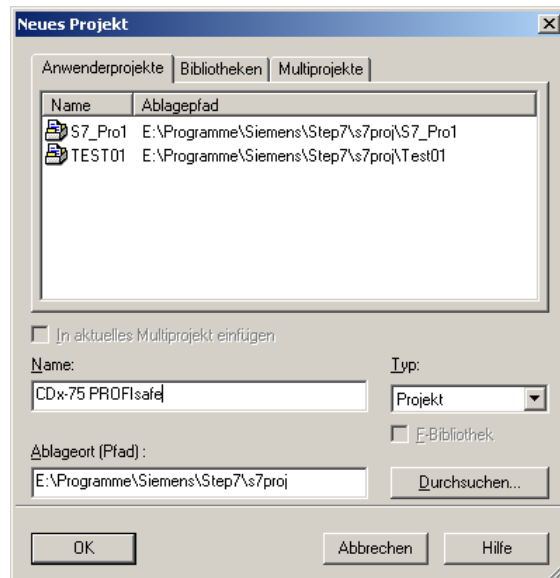 Neues Projekt
Anwenderprojekte Bibliotheken Multiprojekte
Name Ablagepfad
S7_Pro1 E:\Programme\Siemens\Step7\s7proj\S7_Pro1
TEST01 E:\Programme\Siemens\Step7\s7proj\Test01
In aktuelles Multiprojekt einfügen
Name: Typ:
CDx-75 PROFIsafe Projekt
F-Bibliothek
Ablageort (Pfad) :
E:\Programme\Siemens\Step7\s7proj Durchsuchen...
OK Abbrechen Hilfe